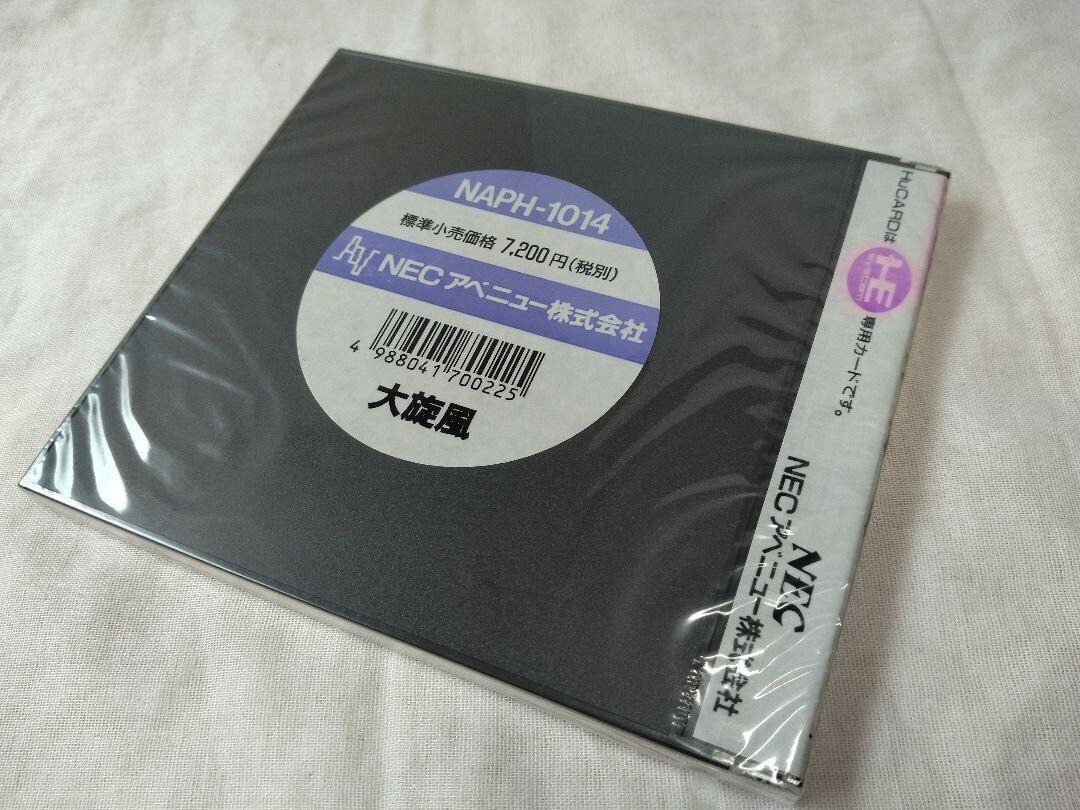 NAPH-1014
標準小売価格 7,200円(税別)
NECアベニュー株式会社
4 988041 700225
大旋風
HuCARDは HE system 専用カードです。
NECアベニュー株式会社
NEC